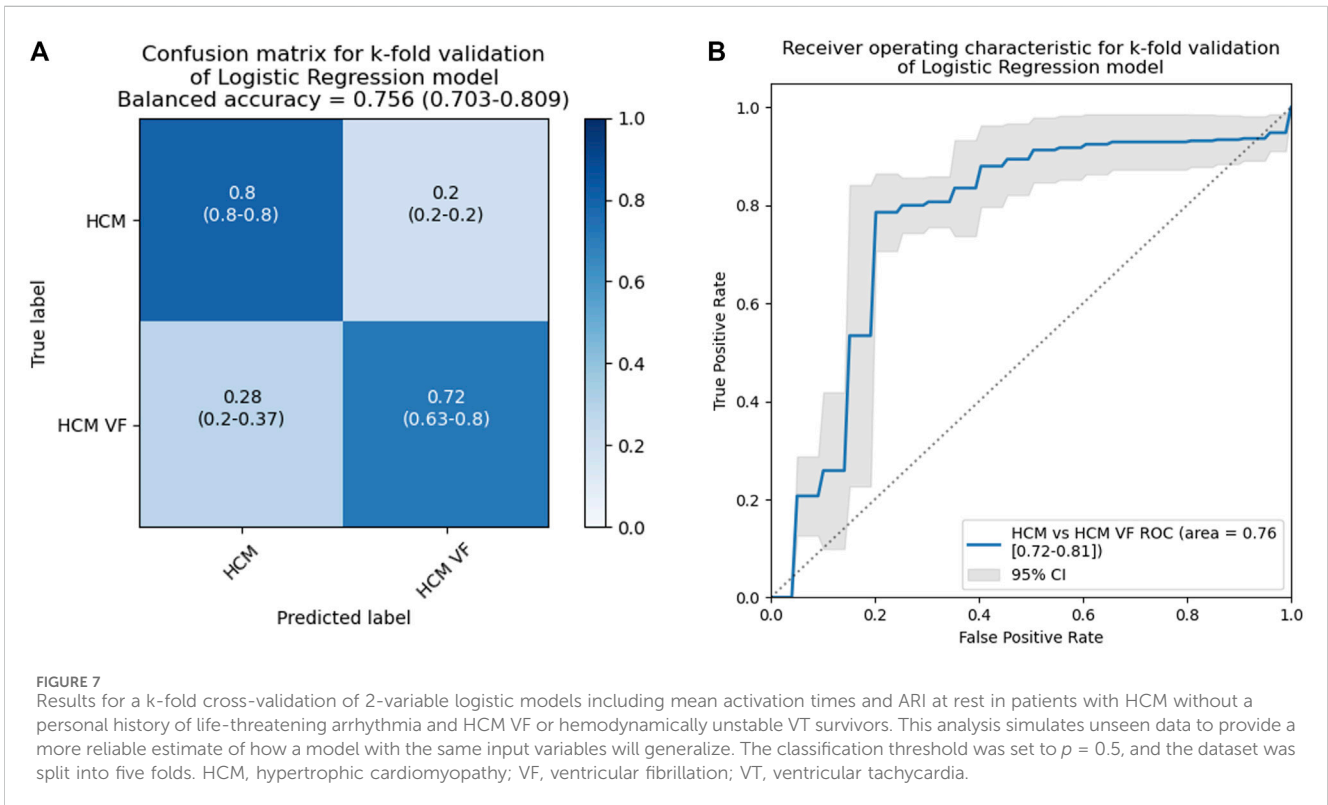 A
Confusion matrix for k-fold validation
of Logistic Regression model
Balanced accuracy = 0.756 (0.703-0.809)
True label
HCM
HCM VF
0.8
(0.8-0.8)
0.2
(0.2-0.2)
0.28
(0.2-0.37)
0.72
(0.63-0.8)
HCM
HCM VF
Predicted label
1.0
0.8
0.6
0.4
0.2
0.0
B
Receiver operating characteristic for k-fold validation
of Logistic Regression model
True Positive Rate
1.0
0.8
0.6
0.4
0.2
0.0
0.0
0.2
0.4
0.6
0.8
1.0
False Positive Rate
HCM vs HCM VF ROC (area = 0.76
[0.72-0.81])
95% CI
FIGURE 7
Results for a k-fold cross-validation of 2-variable logistic models including mean activation times and ARI at rest in patients with HCM without a
personal history of life-threatening arrhythmia and HCM VF or hemodynamically unstable VT survivors. This analysis simulates unseen data to provide a
more reliable estimate of how a model with the same input variables will generalize. The classification threshold was set to p = 0.5, and the dataset was
split into five folds. HCM, hypertrophic cardiomyopathy; VF, ventricular fibrillation; VT, ventricular tachycardia.